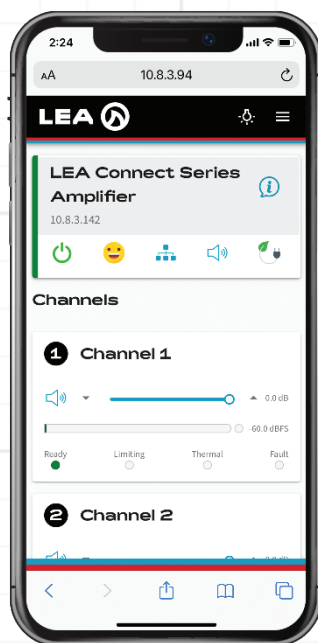 2:24
AA 10.8.3.94
LEA
LEA Connect Series
Amplifier
10.8.3.142
Channels
1 Channel 1
0.0 dB
-60.0 dBFS
Ready Limiting Thermal Fault
2 Channel 2